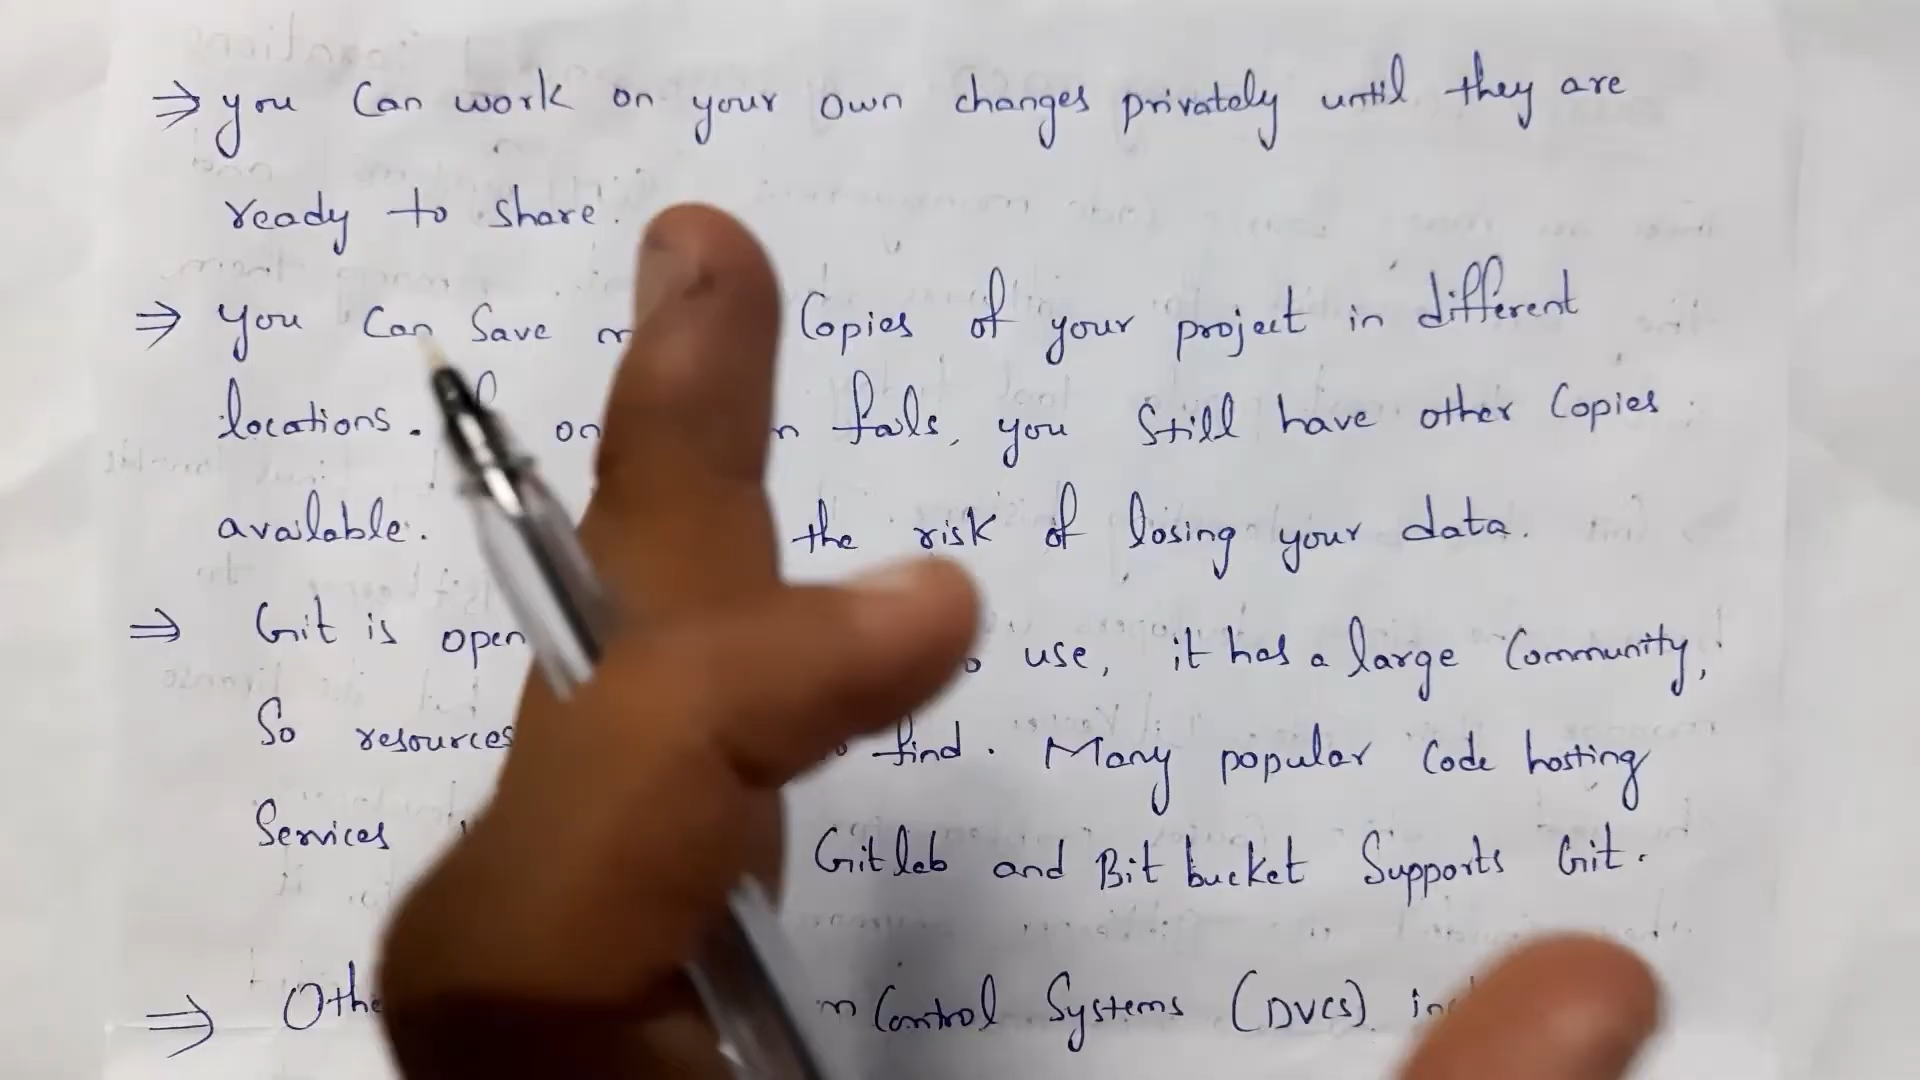 ⇒ you can work on your own changes privately until they are
ready to share.
⇒ you can Save Copies of your project in different
locations. fails, you Still have other Copies
available. the risk of losing your data.
⇒ Git is open use, it has a large Community,
So resources find. Many popular Code hosting
Services Gitlab and Bit bucket Supports Git.
⇒ Control Systems (DVCS)